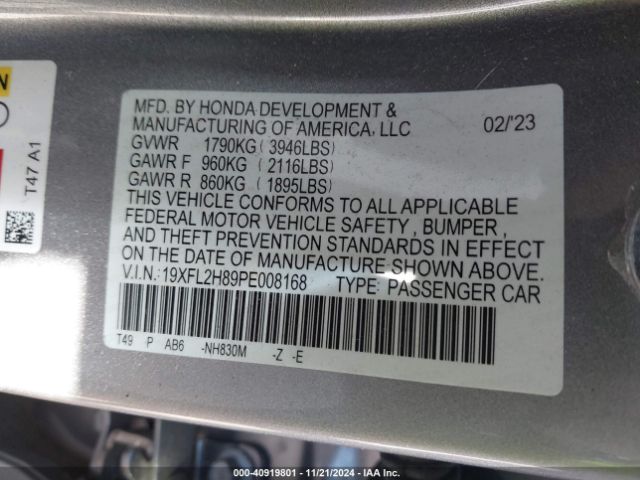 N
T47 A1
MFD. BY HONDA DEVELOPMENT &
MANUFACTURING OF AMERICA, LLC 02/'23
GVWR 1790KG (3946LBS)
GAWR F 960KG (2116LBS)
GAWR R 860KG (1895LBS)
THIS VEHICLE CONFORMS TO ALL APPLICABLE
FEDERAL MOTOR VEHICLE SAFETY, BUMPER,
AND THEFT PREVENTION STANDARDS IN EFFECT
ON THE DATE OF MANUFACTURE SHOWN ABOVE.
V.I.N.: 19XFL2H89PE008168 TYPE: PASSENGER CAR
T49 P AB6 -NH830M -Z -E
000-40919801 - 11/21/2024 - IAA Inc.